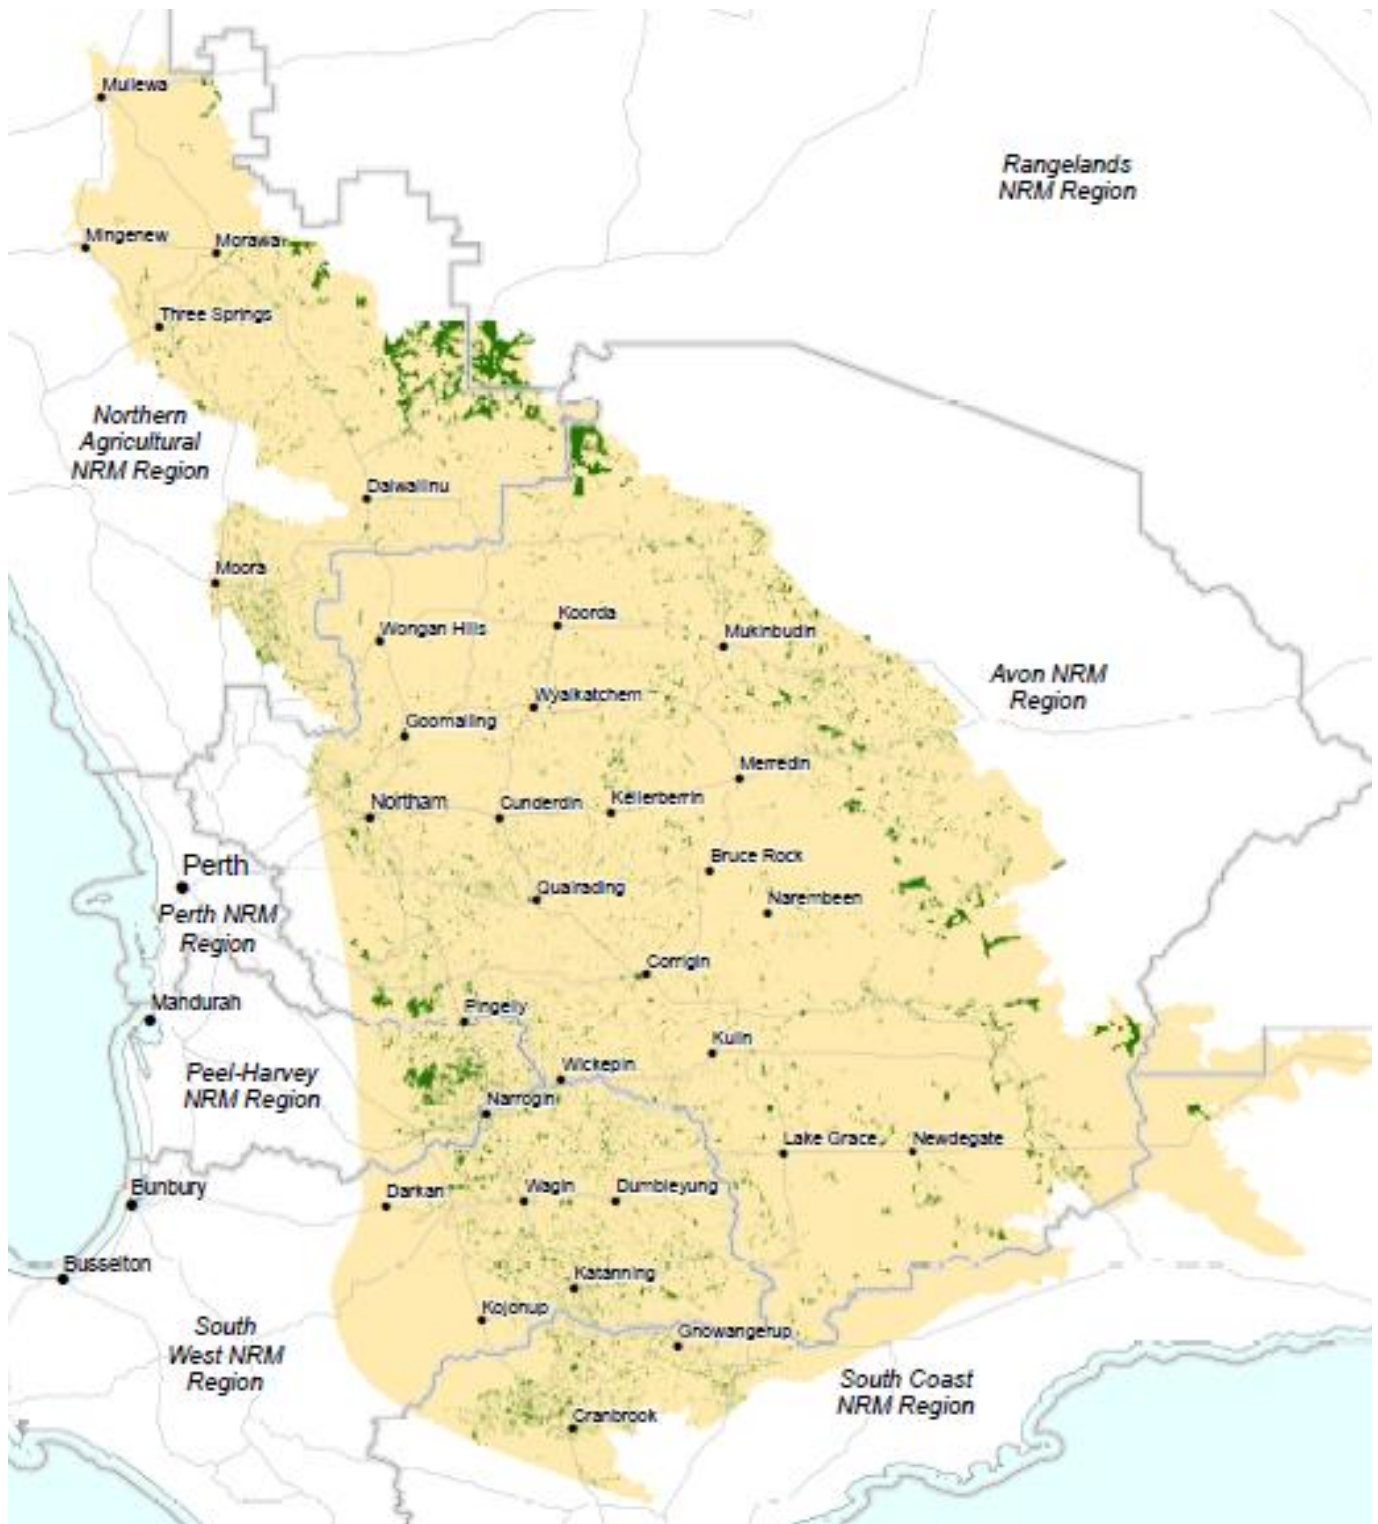 Mullewa
Rangelands
NRM Region
Mingenew
Morawa
Three Springs
Northern
Agricultural
NRM Region
Dalwallinu
Moora
Koorda
Wongan Hills
Mukinbudin
Avon NRM
Region
Wyalkatchem
Goomalling
Merredin
Northam
Cunderdin
Kellerberrin
Perth
Bruce Rock
Quairading
Narembeen
Perth NRM
Region
Corrigin
Mandurah
Pingelly
Kulin
Wickepin
Peel-Harvey
NRM Region
Narrogin
Lake Grace
Newdegate
Bunbury
Darkan
Wagin
Dumbleyung
Busselton
Katanning
Kojonup
South
West NRM
Region
Gnowangerup
South Coast
NRM Region
Cranbrook